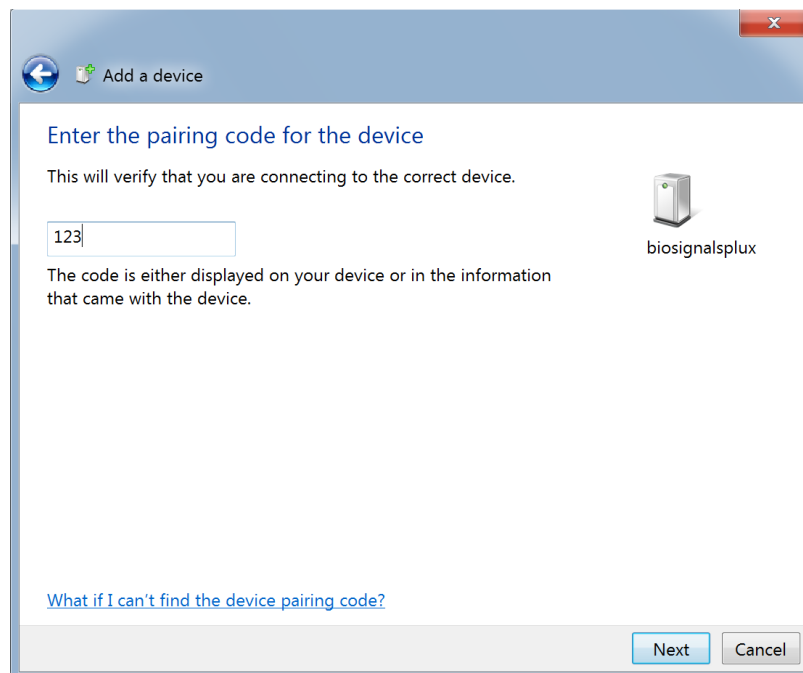 Add a device
Enter the pairing code for the device
This will verify that you are connecting to the correct device.
123
biosignalsplux
The code is either displayed on your device or in the information
that came with the device.
What if I can't find the device pairing code?
Next
Cancel